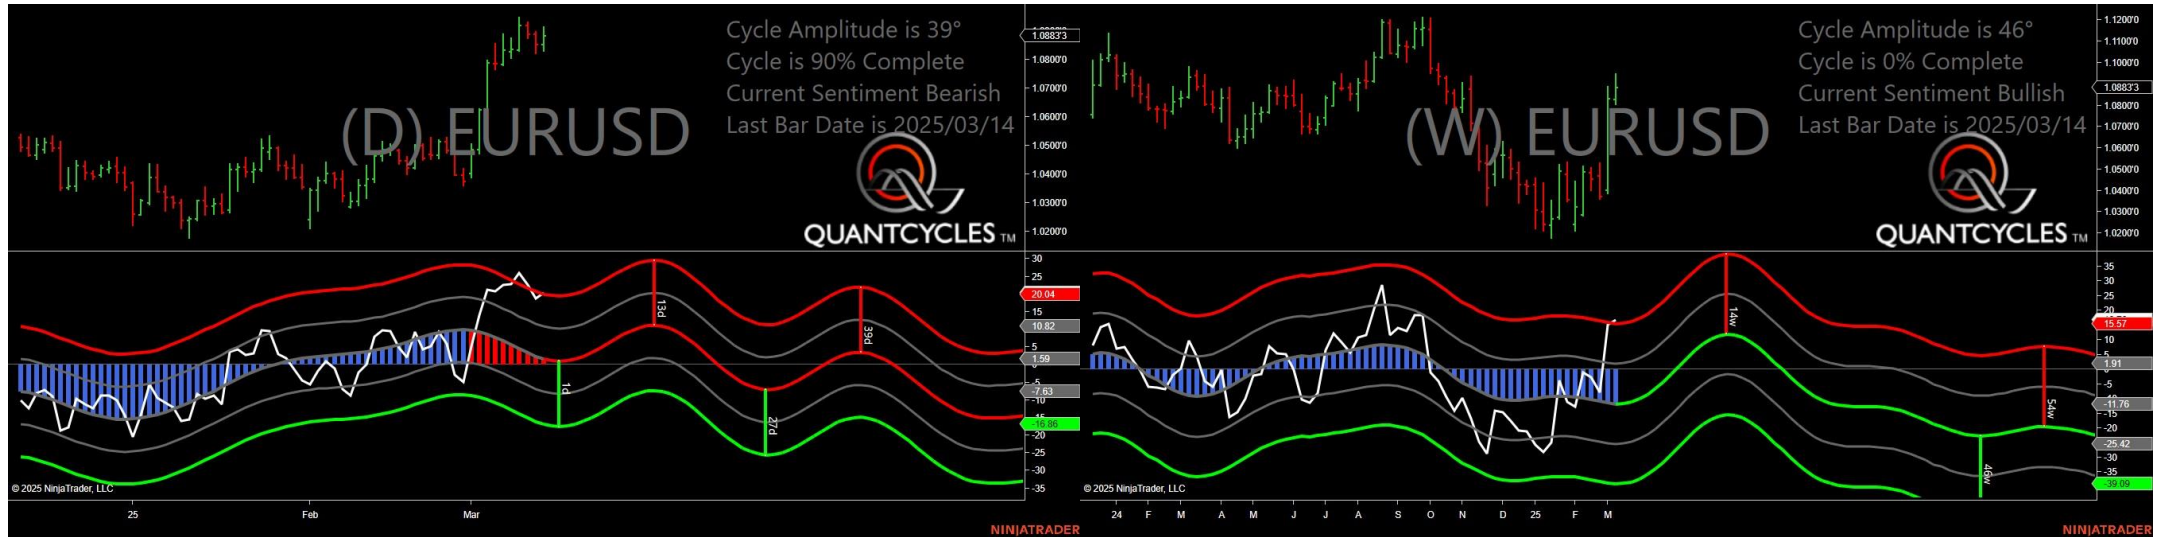 Cycle Amplitude is 39°
Cycle is 90% Complete
Current Sentiment Bearish
Last Bar Date is 2025/03/14
(D) EURUSD
QUANTCYCLES TM
1.0883'3
1.0800'0
1.0700'0
1.0600'0
1.0500'0
1.0400'0
1.0300'0
1.0200'0
30
25
20.04
15
10.82
5
1.59
-5
-7.63
-15
-16.86
-20
-25
-30
-35
13d
39d
1d
27d
© 2025 NinjaTrader, LLC
25 Feb Mar
NINJATRADER
Cycle Amplitude is 46°
Cycle is 0% Complete
Current Sentiment Bullish
Last Bar Date is 2025/03/14
(W) EURUSD
QUANTCYCLES TM
1.1200'0
1.1100'0
1.1000'0
1.0883'3
1.0800'0
1.0700'0
1.0600'0
1.0500'0
1.0400'0
1.0300'0
1.0200'0
35
30
25
20
15.57
10
5
1.91
-5
-11.76
-15
-20
-25.42
-30
-35
-39.09
14w
54w
46w
© 2025 NinjaTrader, LLC
24 F M A M J J A S O N D 25 F M
NINJATRADER